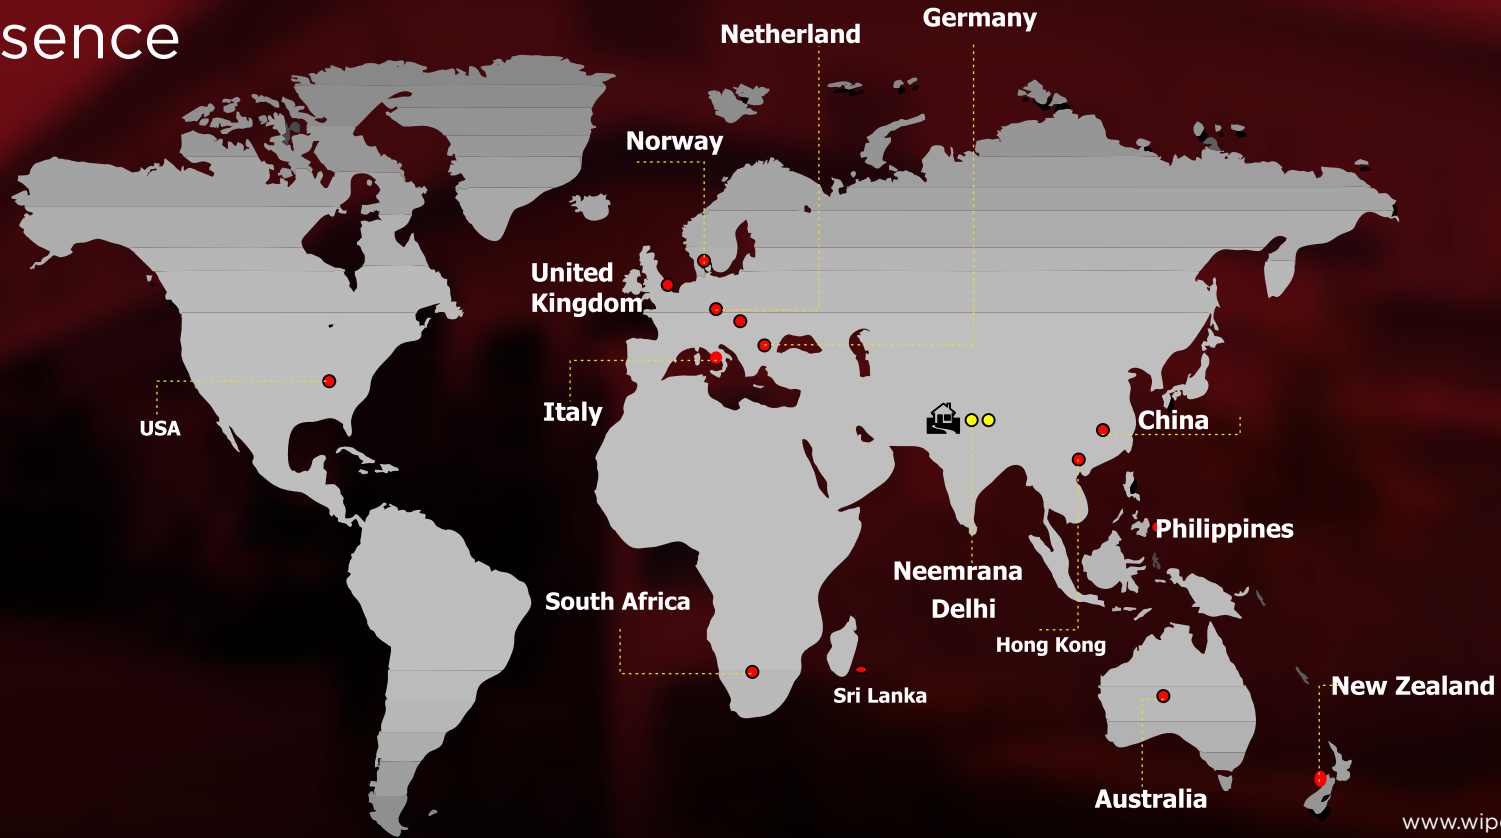 sence
Germany
Netherland
Norway
United
Kingdom
Italy
USA
China
Philippines
Neemrana
Delhi
South Africa
Hong Kong
Sri Lanka
New Zealand
Australia
www.wip